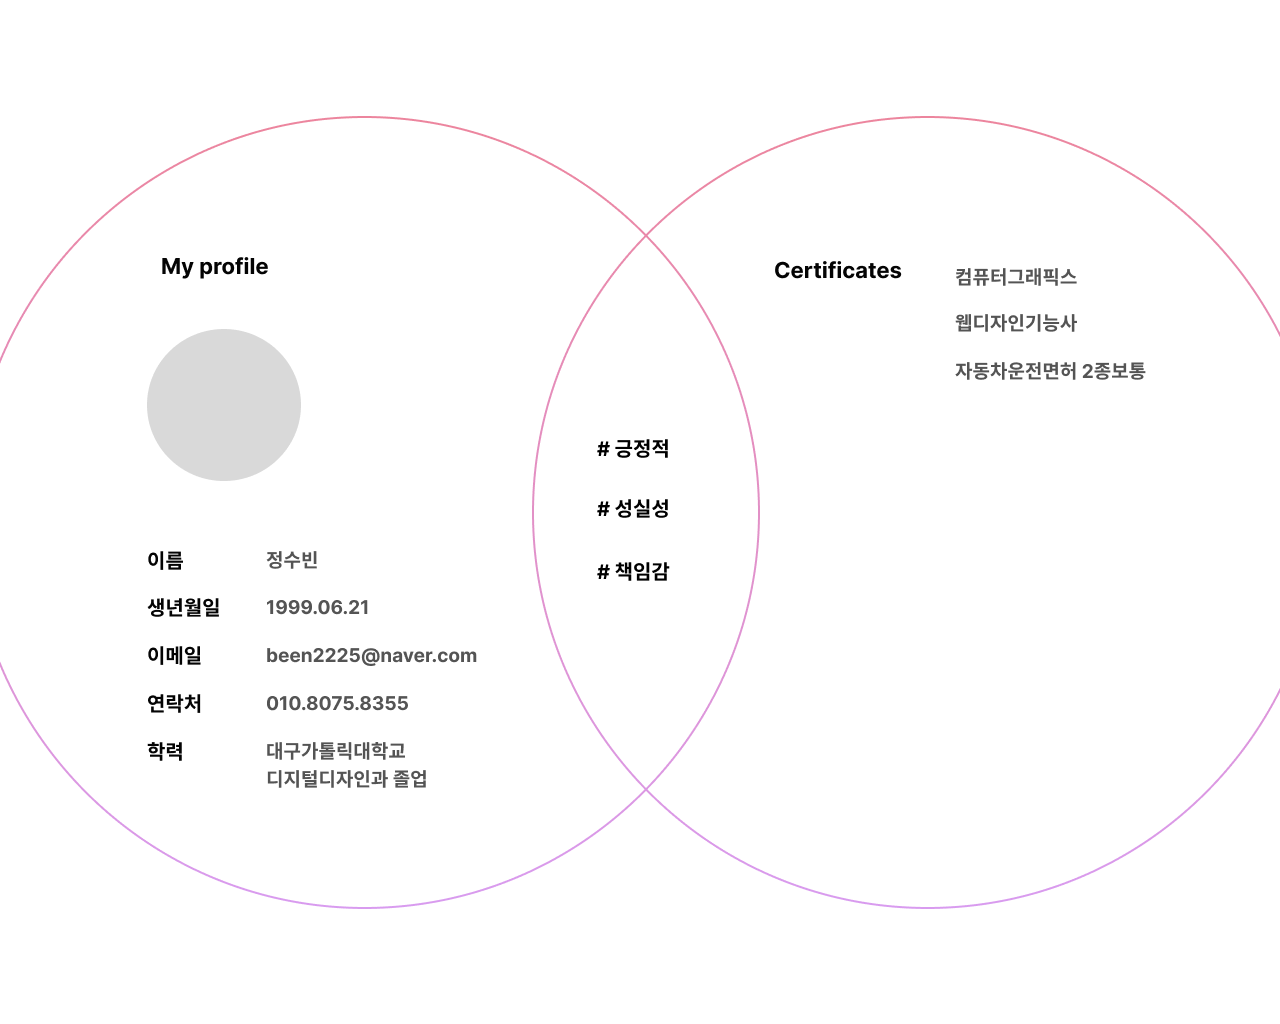 My profile
이름 정수빈
생년월일 1999.06.21
이메일 been2225@naver.com
연락처 010.8075.8355
학력 대구가톨릭대학교
디지털디자인과 졸업
# 긍정적
# 성실성
# 책임감
Certificates 컴퓨터그래픽스
웹디자인기능사
자동차운전면허 2종보통